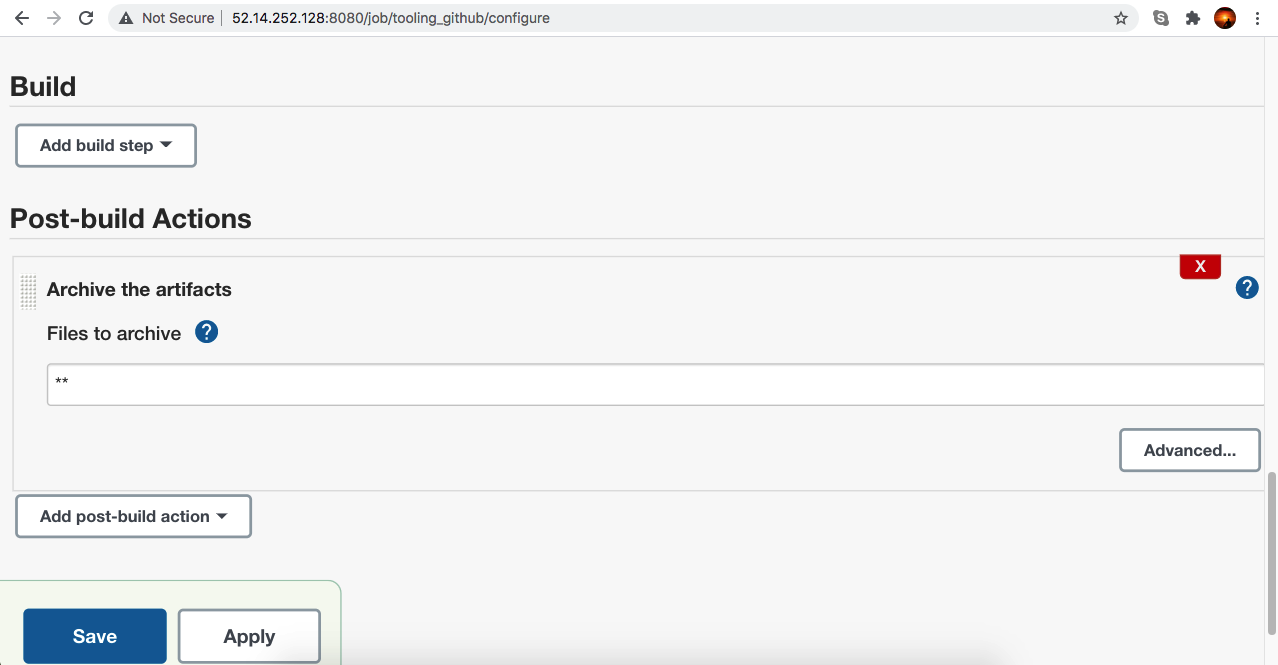 Not Secure 52.14.252.128:8080/job/tooling_github/configure
Build
Add build step
Post-build Actions
X
Archive the artifacts
?
Files to archive ?
**
Advanced...
Add post-build action
Save Apply